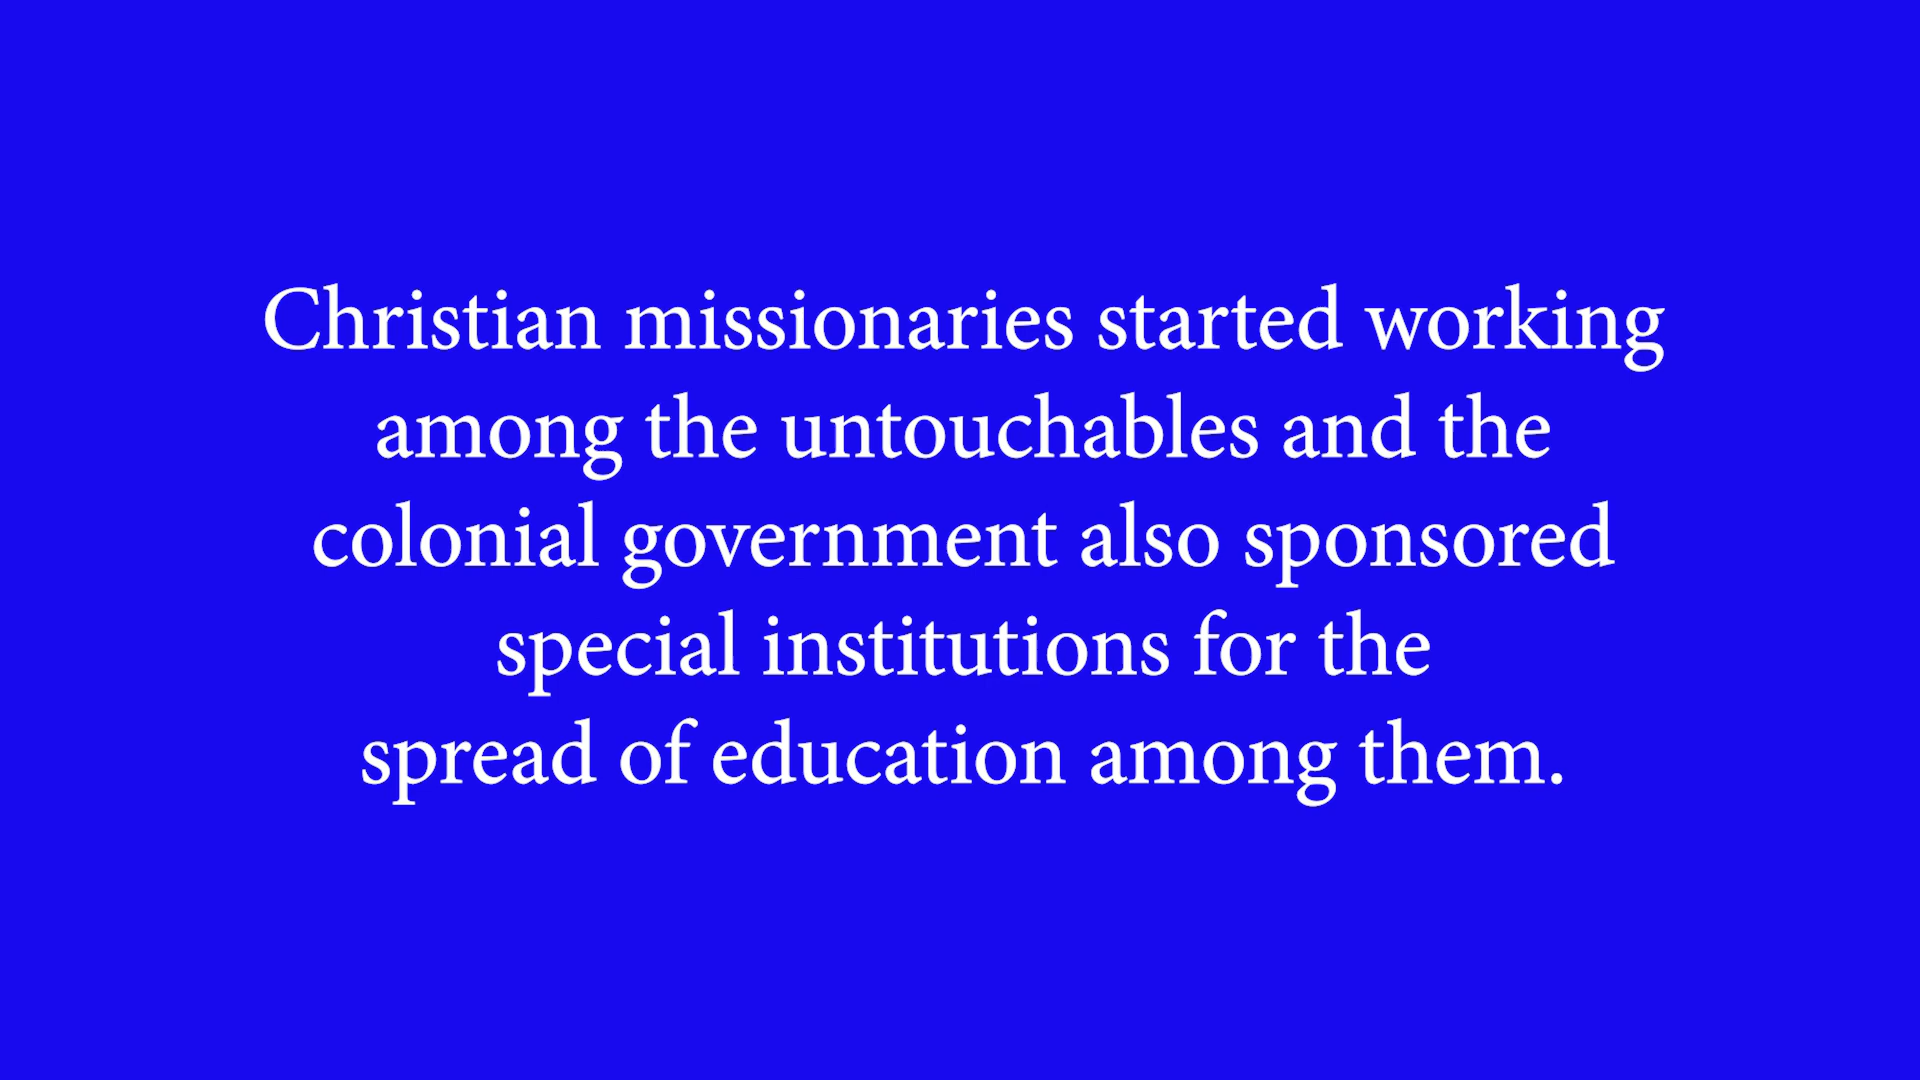 Christian missionaries started working
among the untouchables and the
colonial government also sponsored
special institutions for the
spread of education among them.